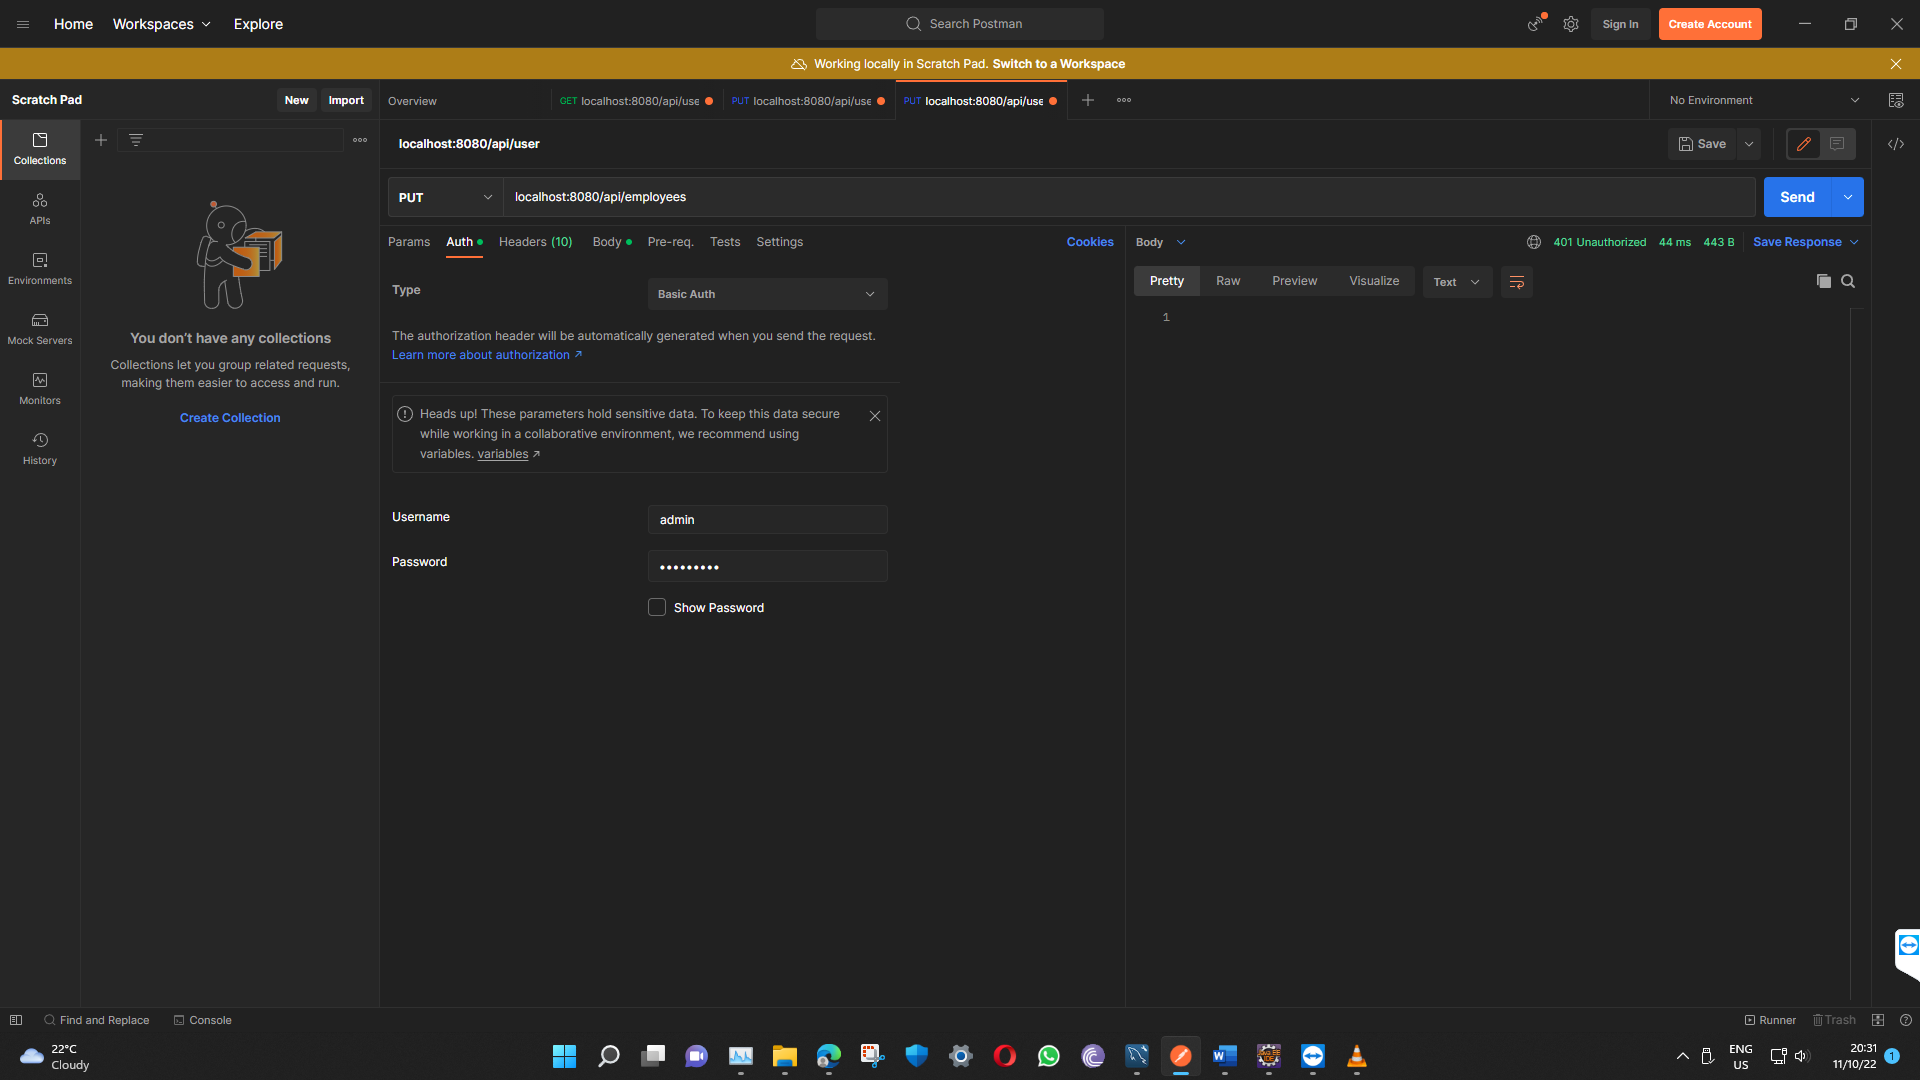 Home
Workspaces
Explore
Search Postman
Sign In
Create Account
Working locally in Scratch Pad. Switch to a Workspace
Scratch Pad
New
Import
Overview
GET localhost:8080/api/use
PUT localhost:8080/api/use
PUT localhost:8080/api/use
No Environment
Collections
APIs
Environments
Mock Servers
Monitors
History
You don't have any collections
Collections let you group related requests,
making them easier to access and run.
Create Collection
localhost:8080/api/user
Save
PUT
localhost:8080/api/employees
Send
Params
Auth
Headers (10)
Body
Pre-req.
Tests
Settings
Cookies
Type
Basic Auth
The authorization header will be automatically generated when you send the request.
Learn more about authorization ↗
Heads up! These parameters hold sensitive data. To keep this data secure
while working in a collaborative environment, we recommend using
variables. variables ↗
Username
admin
Password
•••••••••
Show Password
Body
401 Unauthorized
44 ms
443 B
Save Response
Pretty
Raw
Preview
Visualize
Text
1
Find and Replace
Console
Runner
Trash
22°C
Cloudy
ENG
US
20:31
11/10/22
1